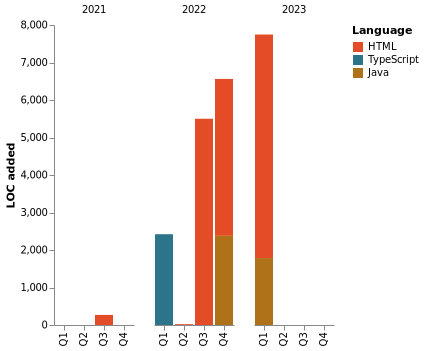 2021 2022 2023
Language
HTML
TypeScript
Java
LOC added
8,000
7,000
6,000
5,000
4,000
3,000
2,000
1,000
0
Q1 Q2 Q3 Q4 Q1 Q2 Q3 Q4 Q1 Q2 Q3 Q4